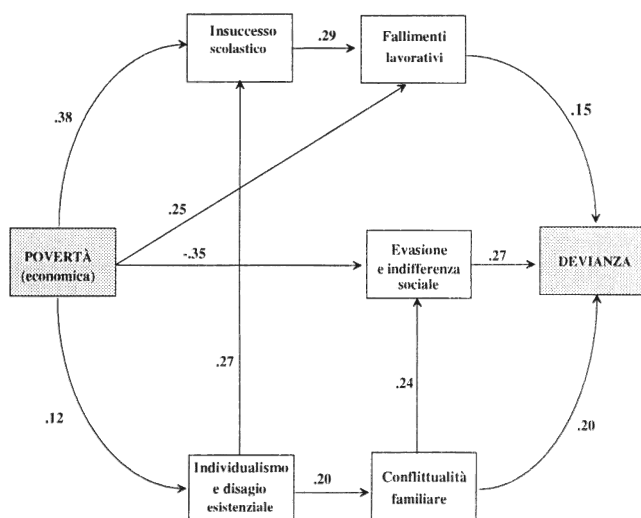 Insuccesso
scolastico
.29
Fallimenti
lavorativi
.38
.15
.25
POVERTÀ
(economica)
-.35
Evasione
e indifferenza
sociale
.27
DEVIANZA
.27
.24
.12
.20
Individualismo
e disagio
esistenziale
.20
Conflittualità
familiare